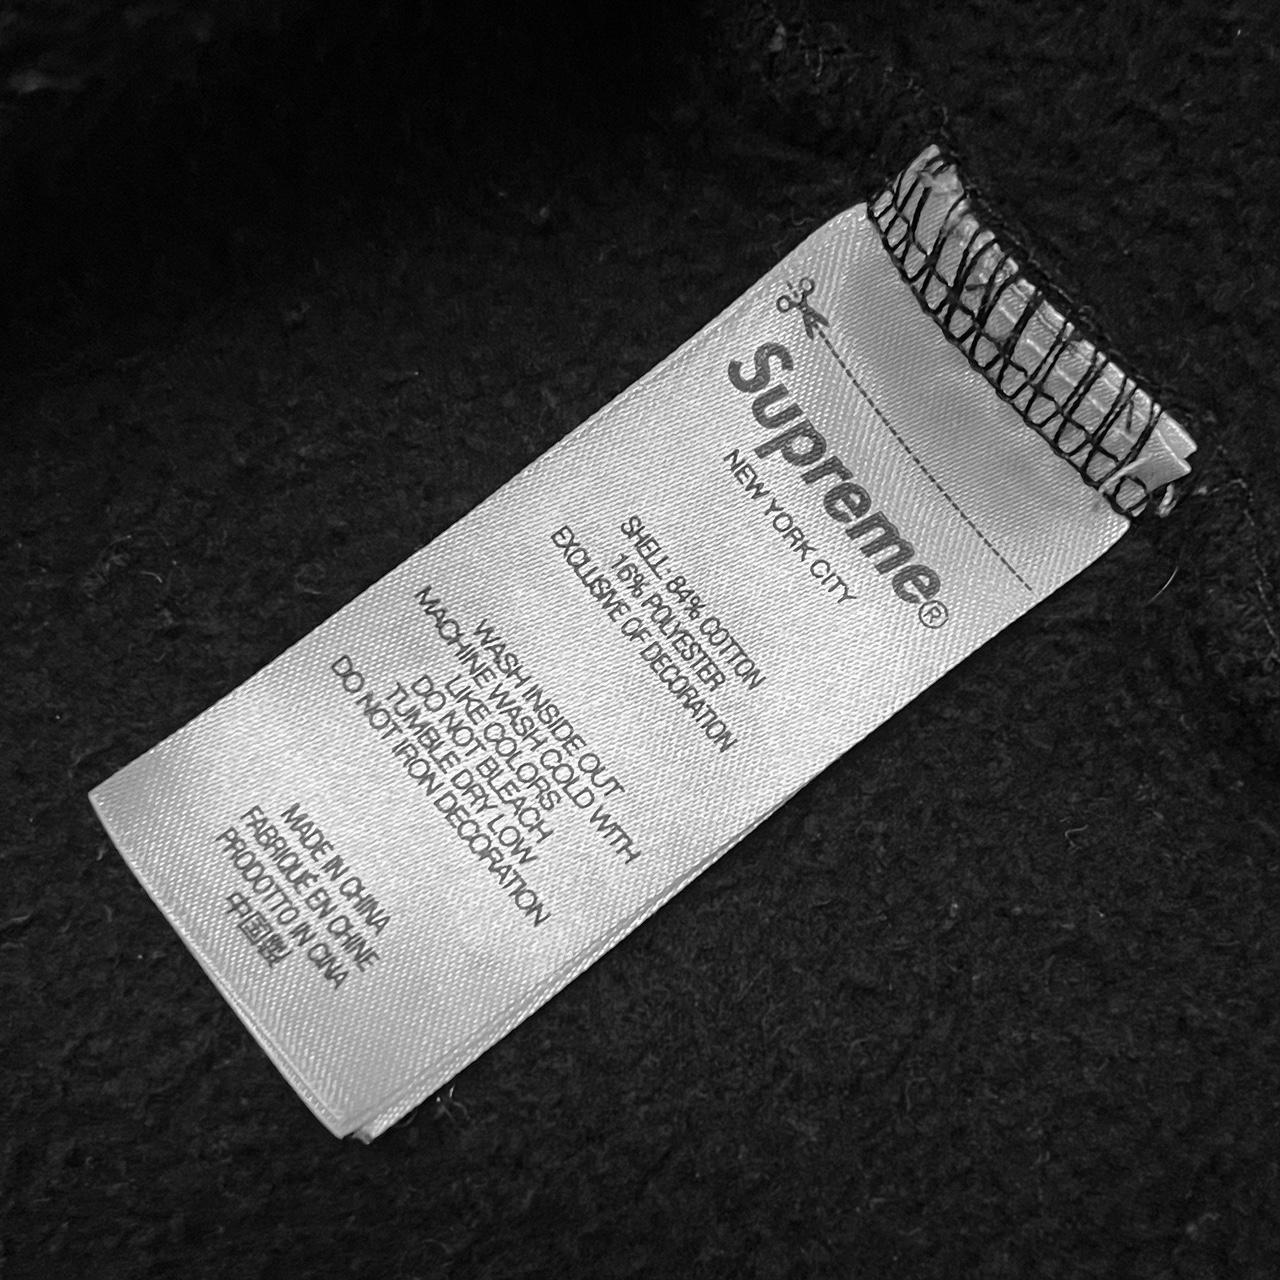 Supreme®
NEW YORK CITY
SHELL: 84% COTTON
16% POLYESTER
EXCLUSIVE OF DECORATION
WASH INSIDE OUT
MACHINE WASH COLD WITH
LIKE COLORS
DO NOT BLEACH
TUMBLE DRY LOW
DO NOT IRON DECORATION
MADE IN CHINA
FABRIQUÉ EN CHINE
PRODOTTO IN CINA
中国製